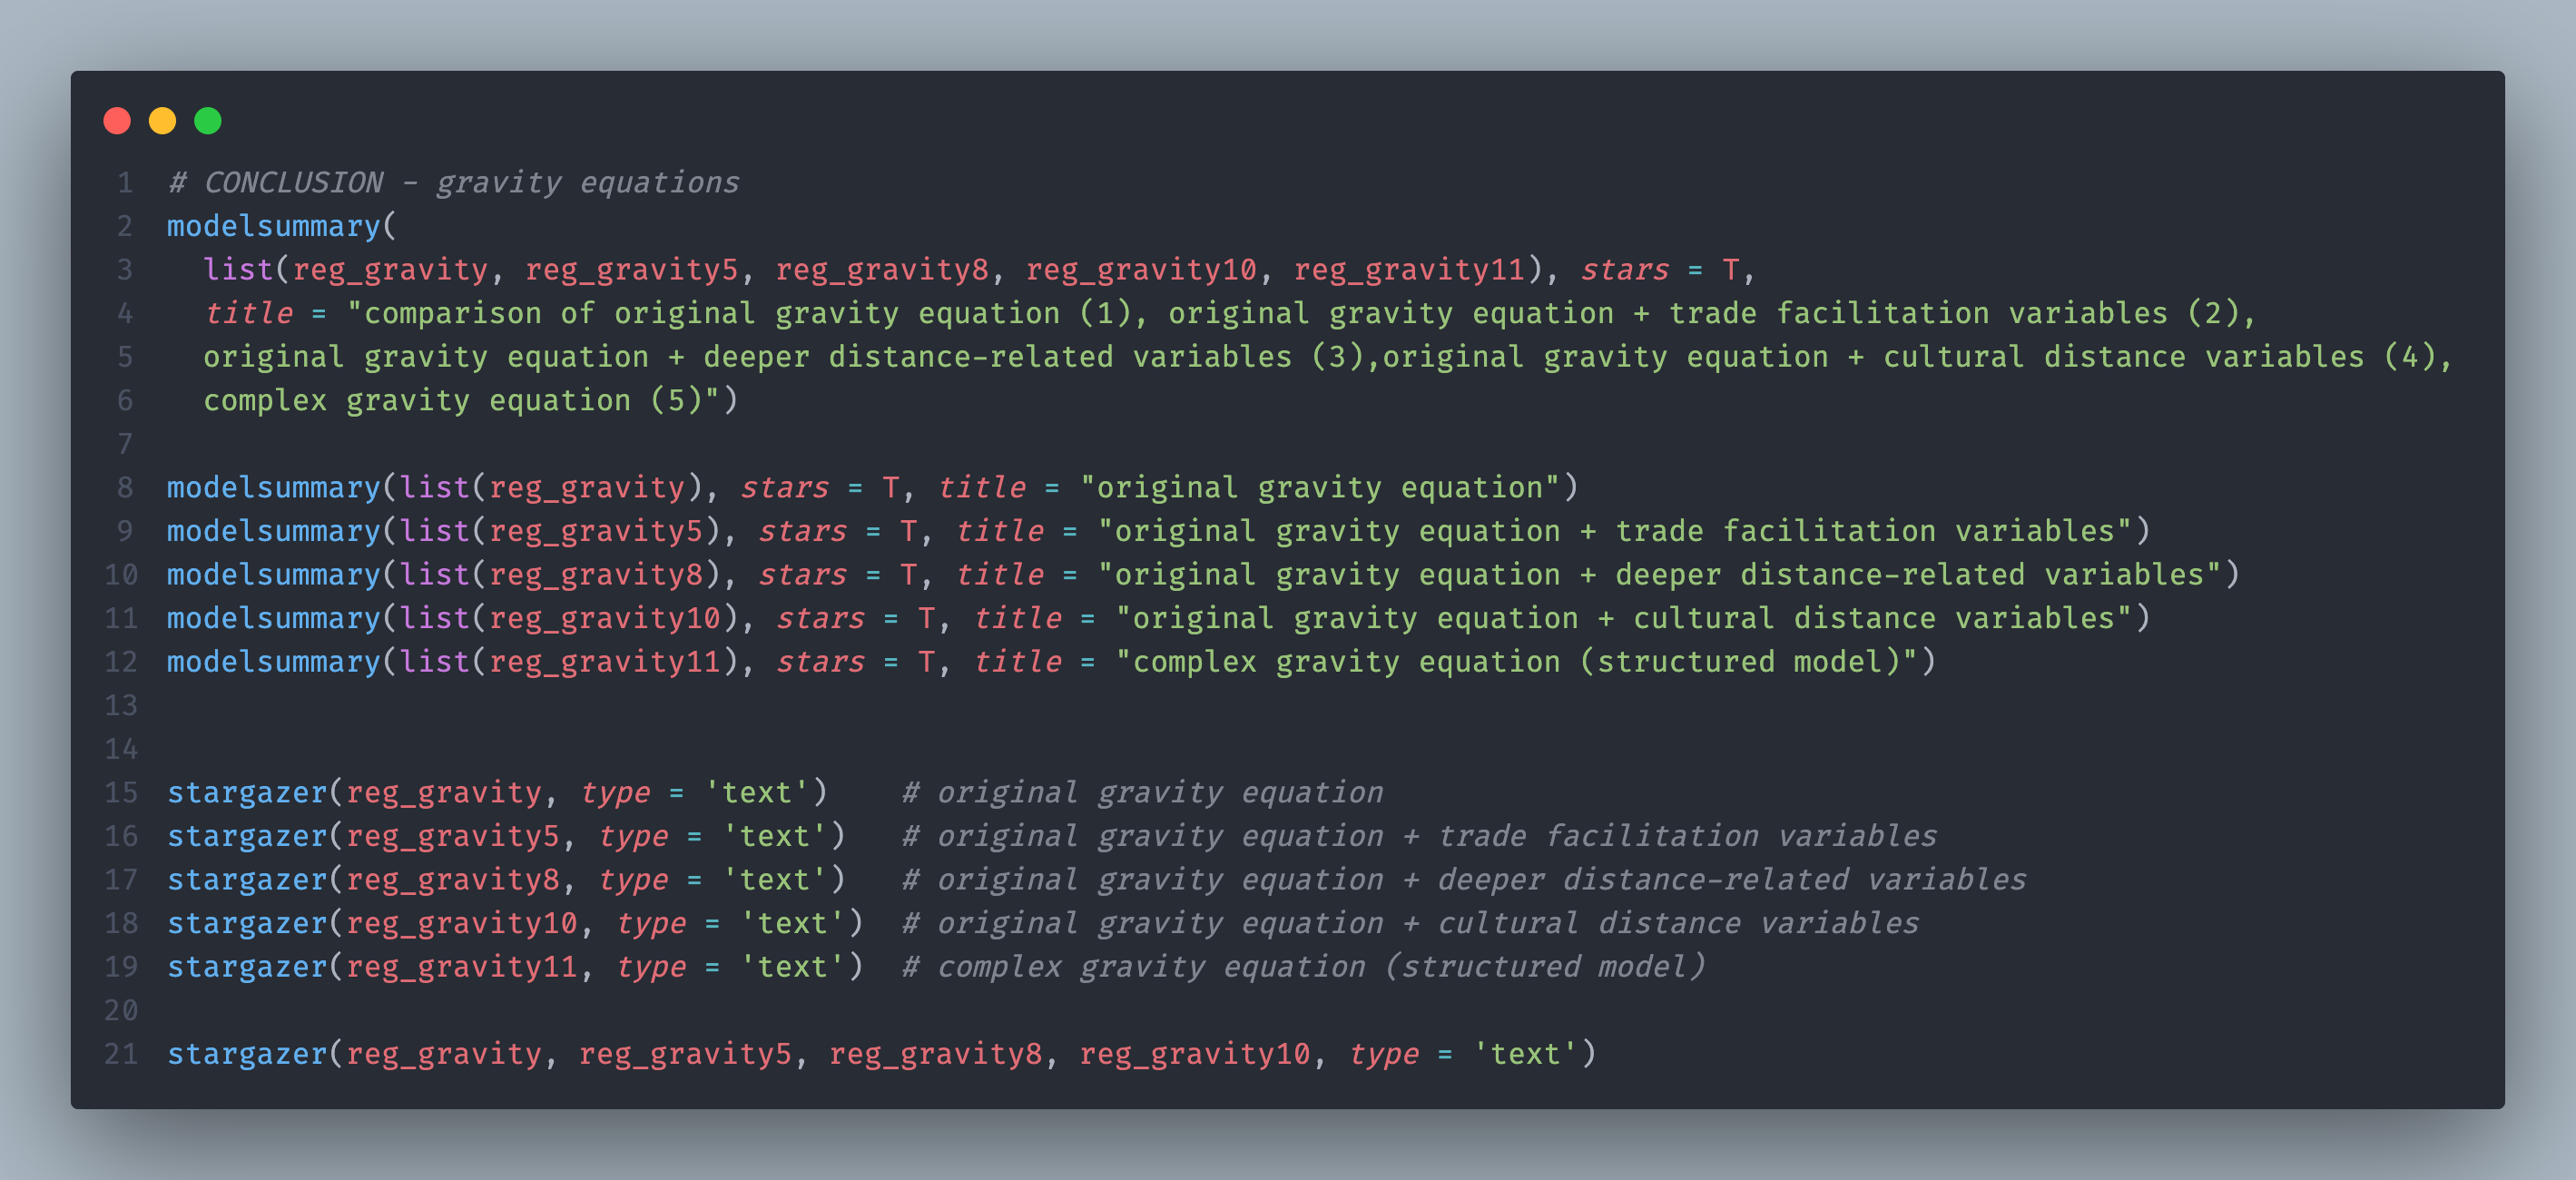 1 # CONCLUSION - gravity equations
2 modelsummary(
3   list(reg_gravity, reg_gravity5, reg_gravity8, reg_gravity10, reg_gravity11), stars = T,
4   title = "comparison of original gravity equation (1), original gravity equation + trade facilitation variables (2),
5   original gravity equation + deeper distance-related variables (3),original gravity equation + cultural distance variables (4),
6   complex gravity equation (5)")
7
8 modelsummary(list(reg_gravity), stars = T, title = "original gravity equation")
9 modelsummary(list(reg_gravity5), stars = T, title = "original gravity equation + trade facilitation variables")
10 modelsummary(list(reg_gravity8), stars = T, title = "original gravity equation + deeper distance-related variables")
11 modelsummary(list(reg_gravity10), stars = T, title = "original gravity equation + cultural distance variables")
12 modelsummary(list(reg_gravity11), stars = T, title = "complex gravity equation (structured model)")
13
14
15 stargazer(reg_gravity, type = 'text')    # original gravity equation
16 stargazer(reg_gravity5, type = 'text')   # original gravity equation + trade facilitation variables
17 stargazer(reg_gravity8, type = 'text')   # original gravity equation + deeper distance-related variables
18 stargazer(reg_gravity10, type = 'text')  # original gravity equation + cultural distance variables
19 stargazer(reg_gravity11, type = 'text')  # complex gravity equation (structured model)
20
21 stargazer(reg_gravity, reg_gravity5, reg_gravity8, reg_gravity10, type = 'text')